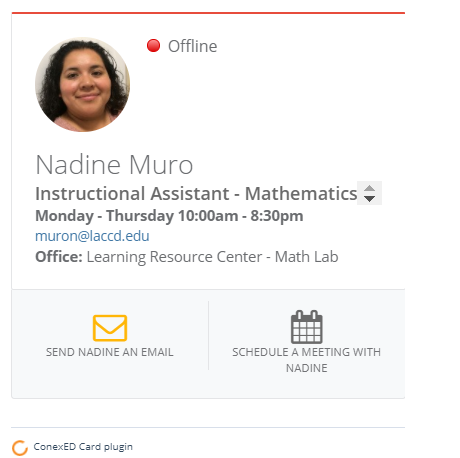 Offline
Nadine Muro
Instructional Assistant - Mathematics
Monday - Thursday 10:00am - 8:30pm
muron@laccd.edu
Office: Learning Resource Center - Math Lab
SEND NADINE AN EMAIL
SCHEDULE A MEETING WITH
NADINE
ConexED Card plugin